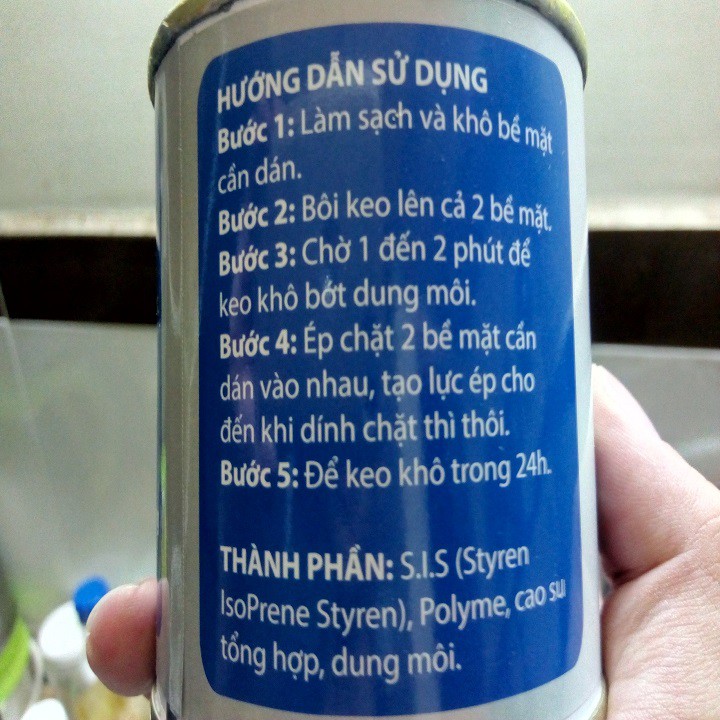 HƯỚNG DẪN SỬ DỤNG
Bước 1: Làm sạch và khô bề mặt
cần dán.
Bước 2: Bôi keo lên cả 2 bề mặt.
Bước 3: Chờ 1 đến 2 phút để
keo khô bớt dung môi.
Bước 4: Ép chặt 2 bề mặt cần
dán vào nhau, tạo lực ép cho
đến khi dính chặt thì thôi.
Bước 5: Để keo khô trong 24h.
THÀNH PHẦN: S.I.S (Styren
IsoPrene Styren), Polyme, cao su
tổng hợp, dung môi.